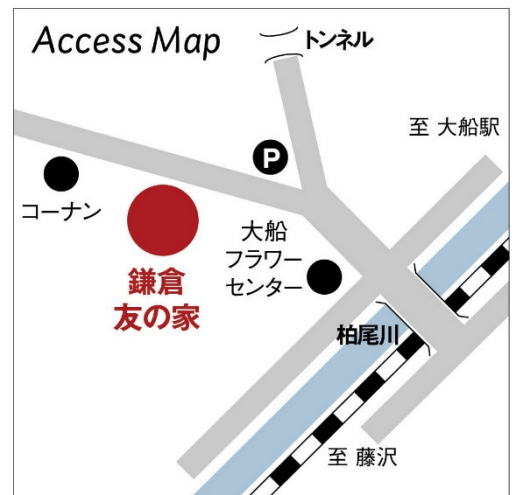 Access Map
トンネル
至 大船駅
P
コーナン
大船
フラワー
センター
鎌倉
友の家
柏尾川
至 藤沢